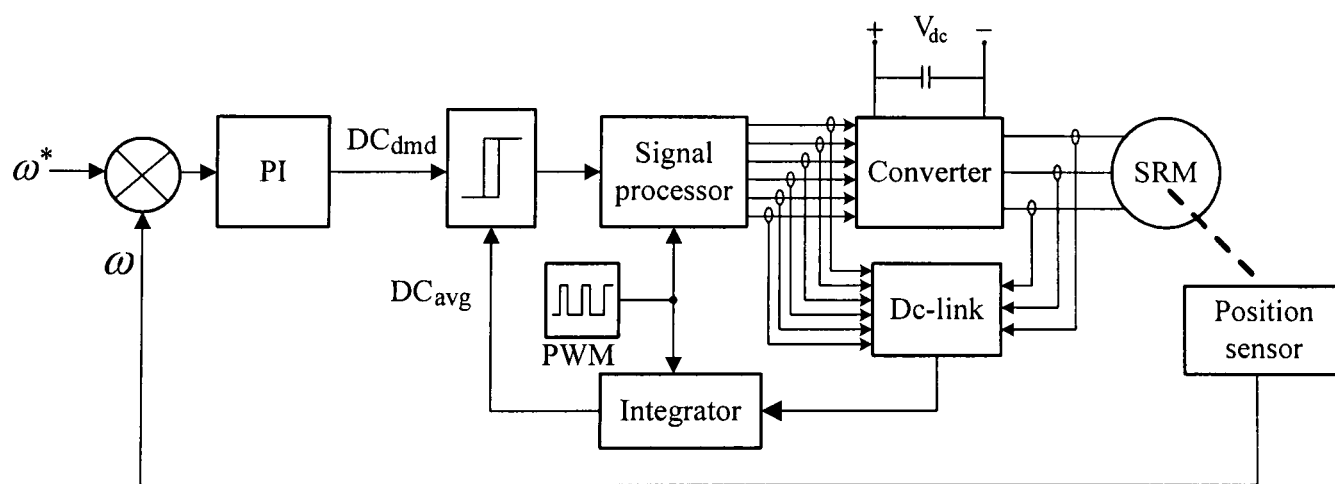 + V_dc −
ω*
PI
DC_dmd
Signal
processor
Converter
SRM
ω
DC_avg
PWM
Dc-link
Position
sensor
Integrator